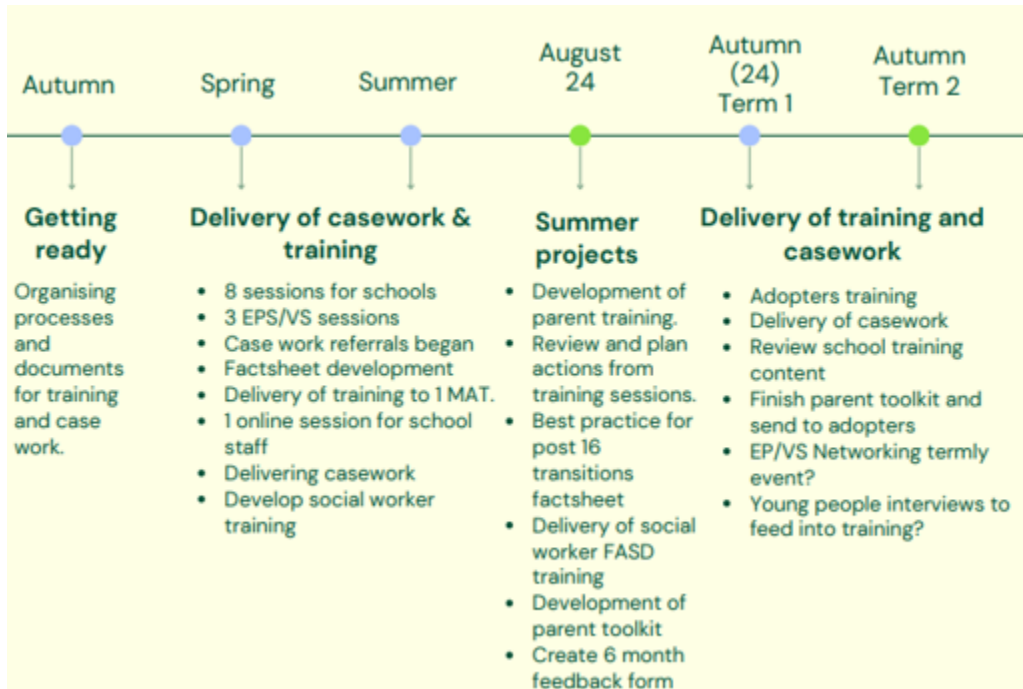 Autumn
Spring
Summer
August
24
Autumn
(24)
Term 1
Autumn
Term 2
Getting
ready
Organising
processes
and
documents
for training
and case
work.
Delivery of casework &
training
• 8 sessions for schools
• 3 EPS/VS sessions
• Case work referrals began
• Factsheet development
• Delivery of training to 1 MAT.
• 1 online session for school
staff
• Delivering casework
• Develop social worker
training
Summer
projects
• Development of
parent training.
• Review and plan
actions from
training sessions.
• Best practice for
post 16
transitions
factsheet
• Delivery of social
worker FASD
training
• Development of
parent toolkit
• Create 6 month
feedback form
Delivery of training and
casework
• Adopters training
• Delivery of casework
• Review school training
content
• Finish parent toolkit and
send to adopters
• EP/VS Networking termly
event?
• Young people interviews to
feed into training?